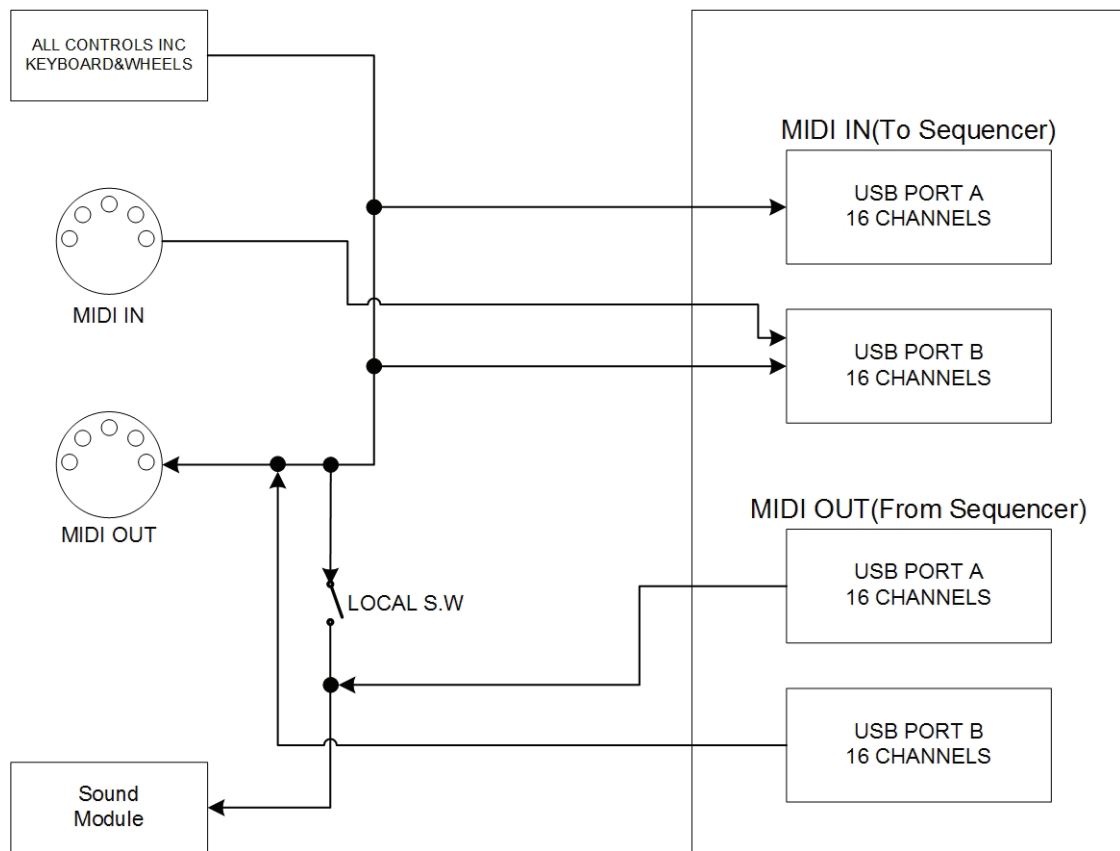 ALL CONTROLS INC
KEYBOARD&WHEELS
MIDI IN
MIDI OUT
LOCAL S.W
Sound
Module
MIDI IN(To Sequencer)
USB PORT A
16 CHANNELS
USB PORT B
16 CHANNELS
MIDI OUT(From Sequencer)
USB PORT A
16 CHANNELS
USB PORT B
16 CHANNELS